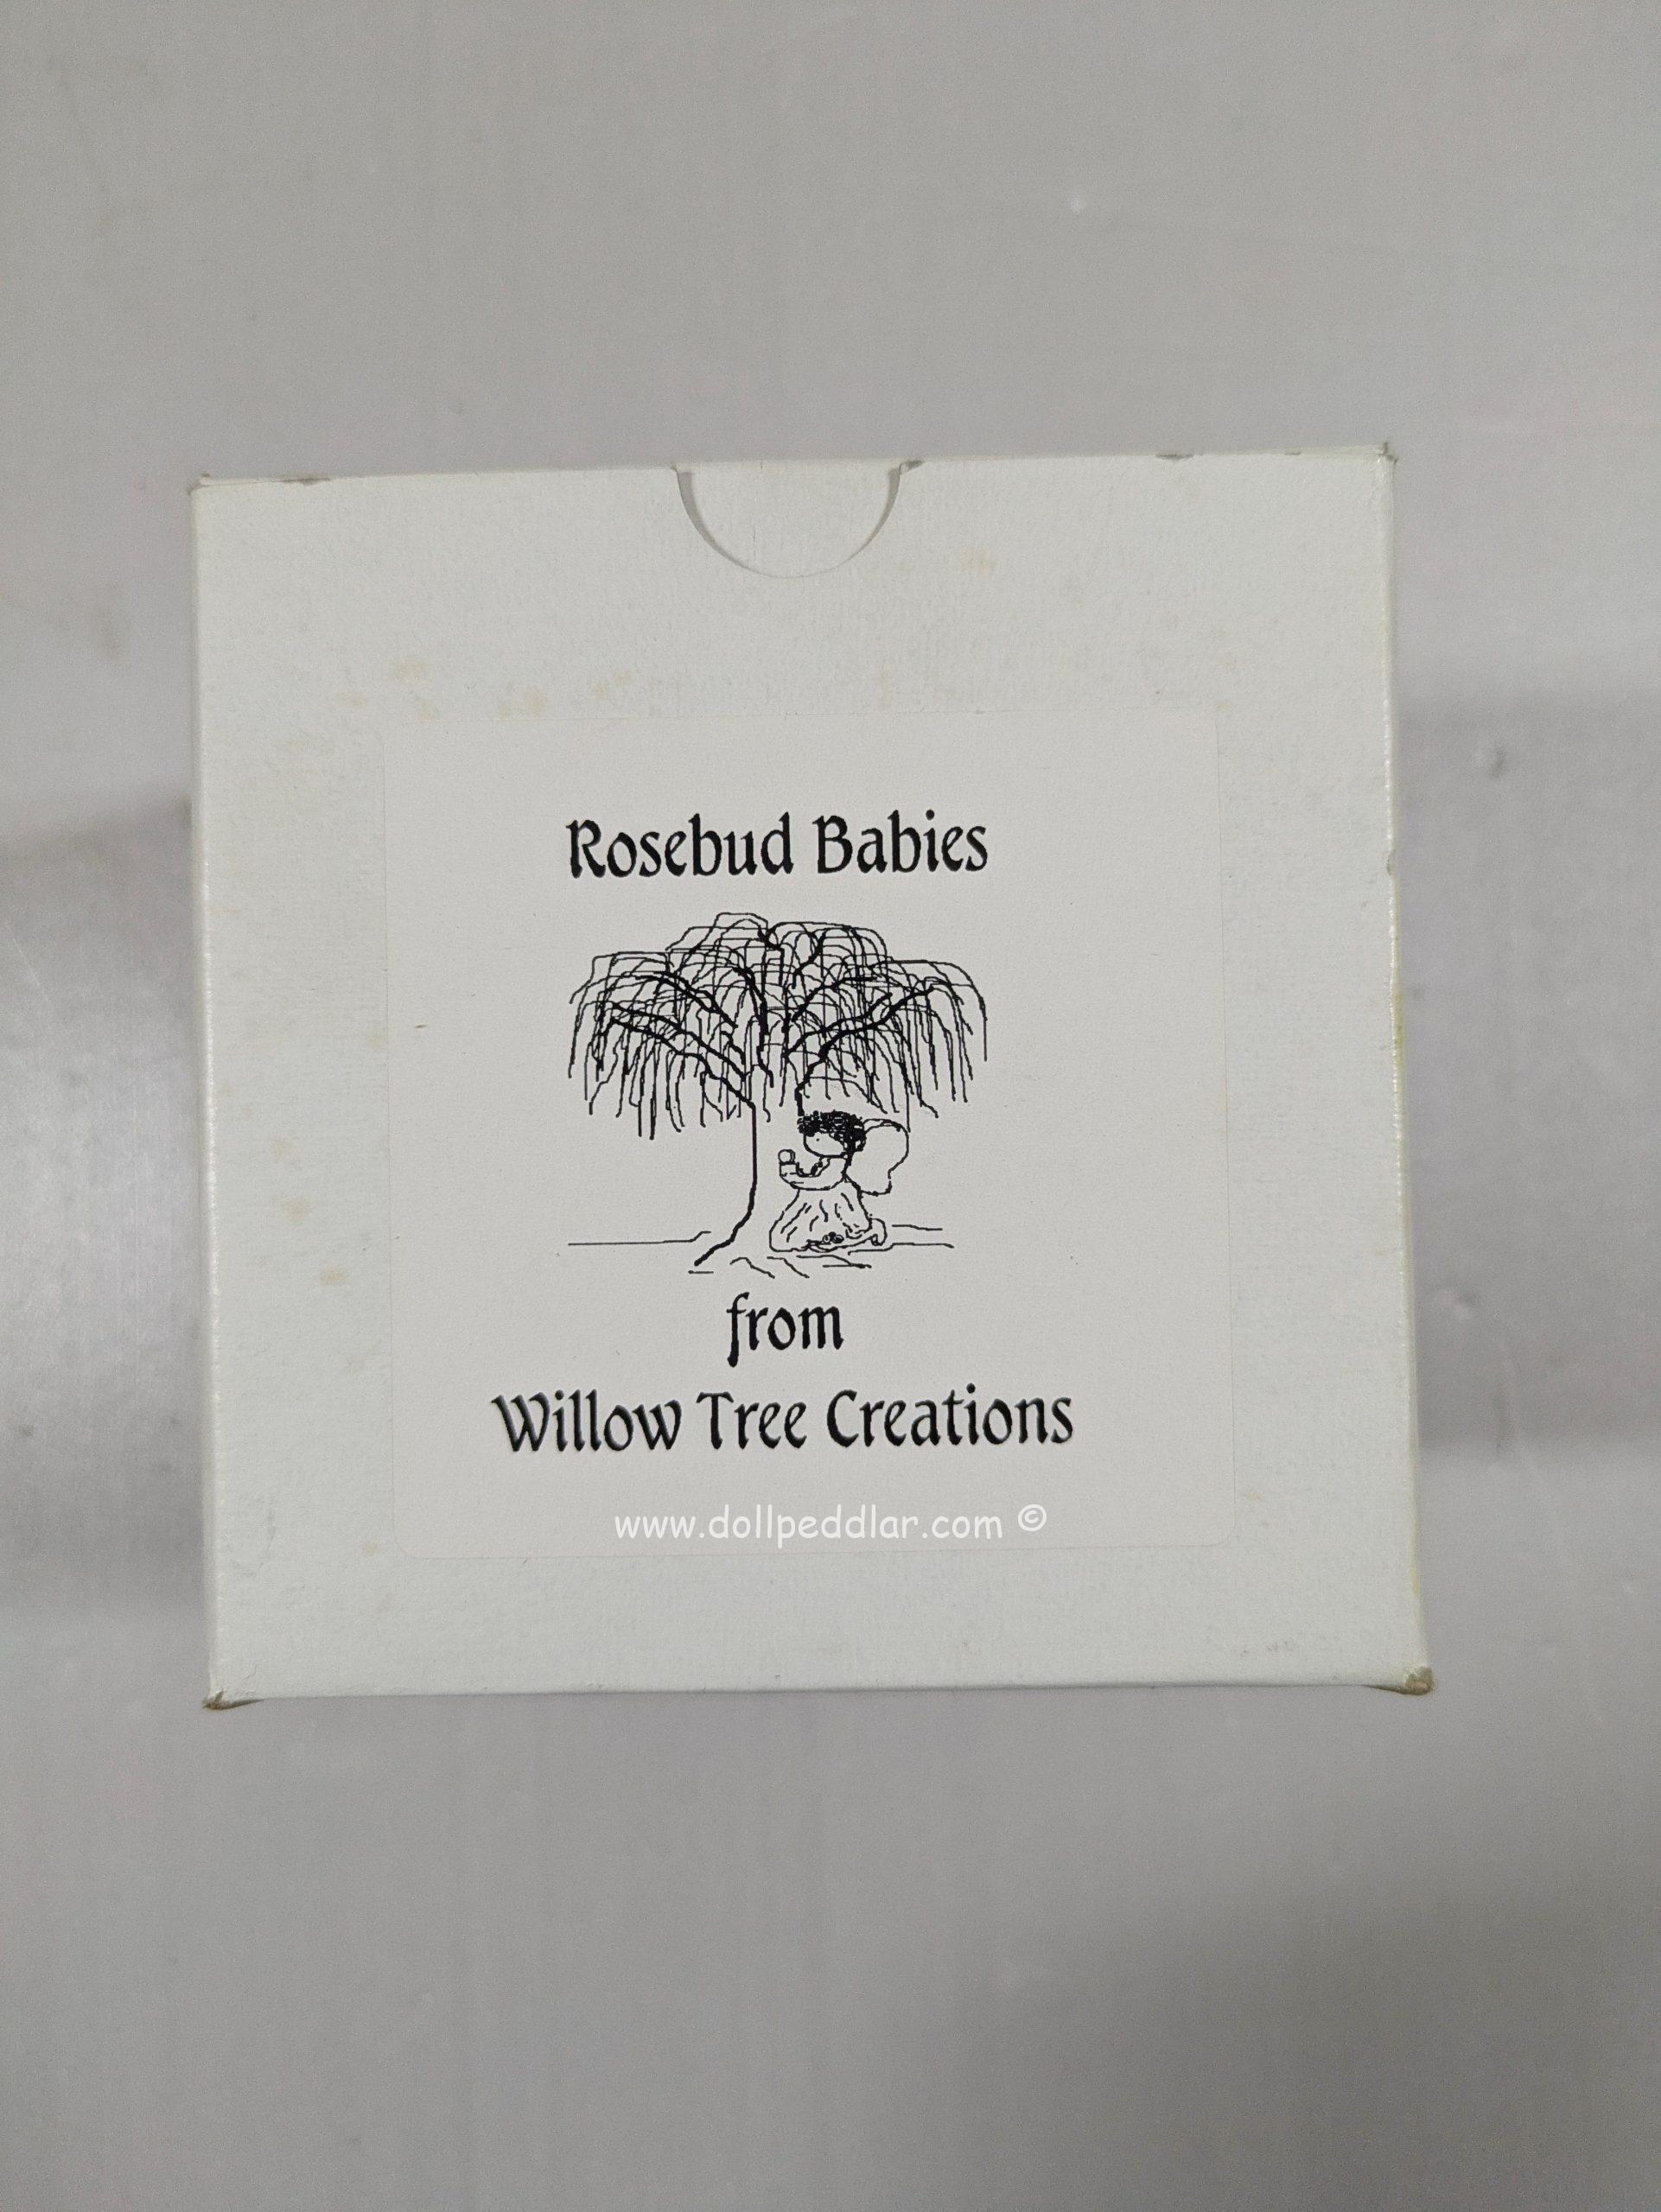 Rosebud Babies
from
Willow Tree Creations
www.dollpeddlar.com ©